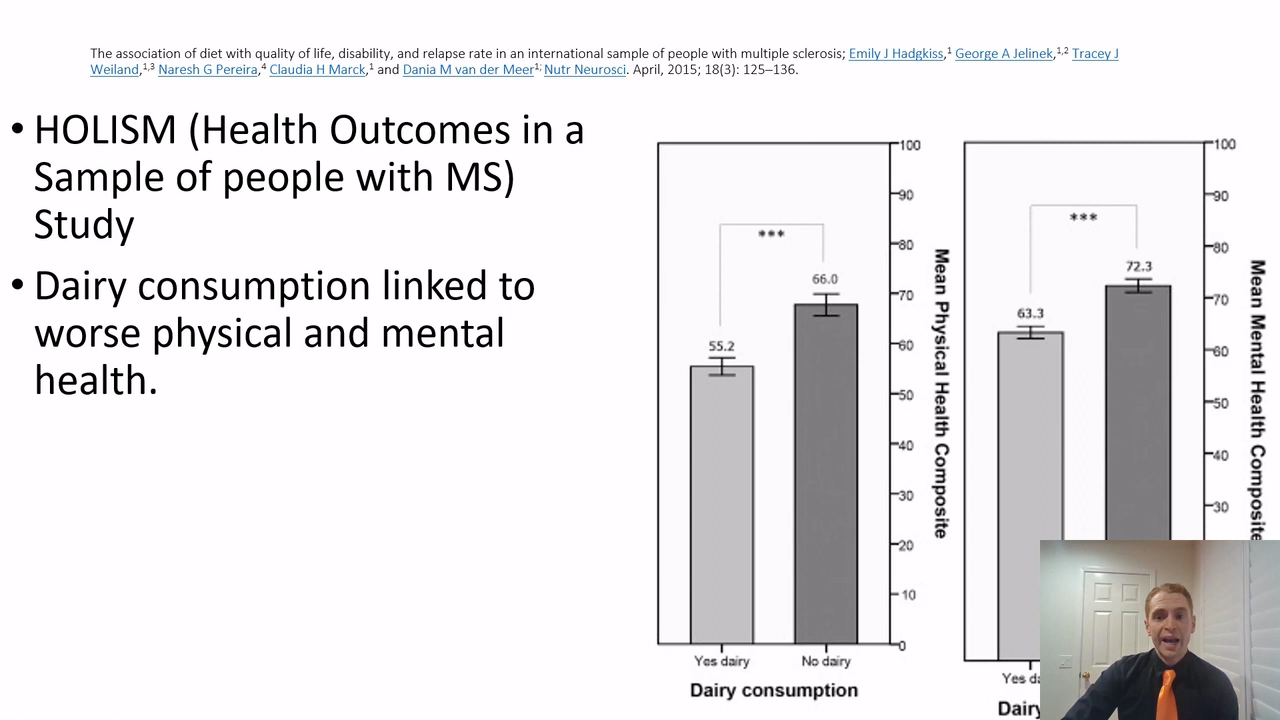 The association of diet with quality of life, disability, and relapse rate in an international sample of people with multiple sclerosis; Emily J Hadgkiss,1 George A Jelinek,1,2 Tracey J
Weiland,1,3 Naresh G Pereira,4 Claudia H Marck,1 and Dania M van der Meer1; Nutr Neurosci. April, 2015; 18(3): 125–136.
• HOLISM (Health Outcomes in a
Sample of people with MS)
Study
• Dairy consumption linked to
worse physical and mental
health.
100
90
80
70
60
50
40
30
20
10
0
***
55.2
66.0
Mean Physical Health Composite
Yes dairy
No dairy
Dairy consumption
100
90
80
70
60
50
40
30
***
63.3
72.3
Mean Mental Health Composite
Yes da
Dairy